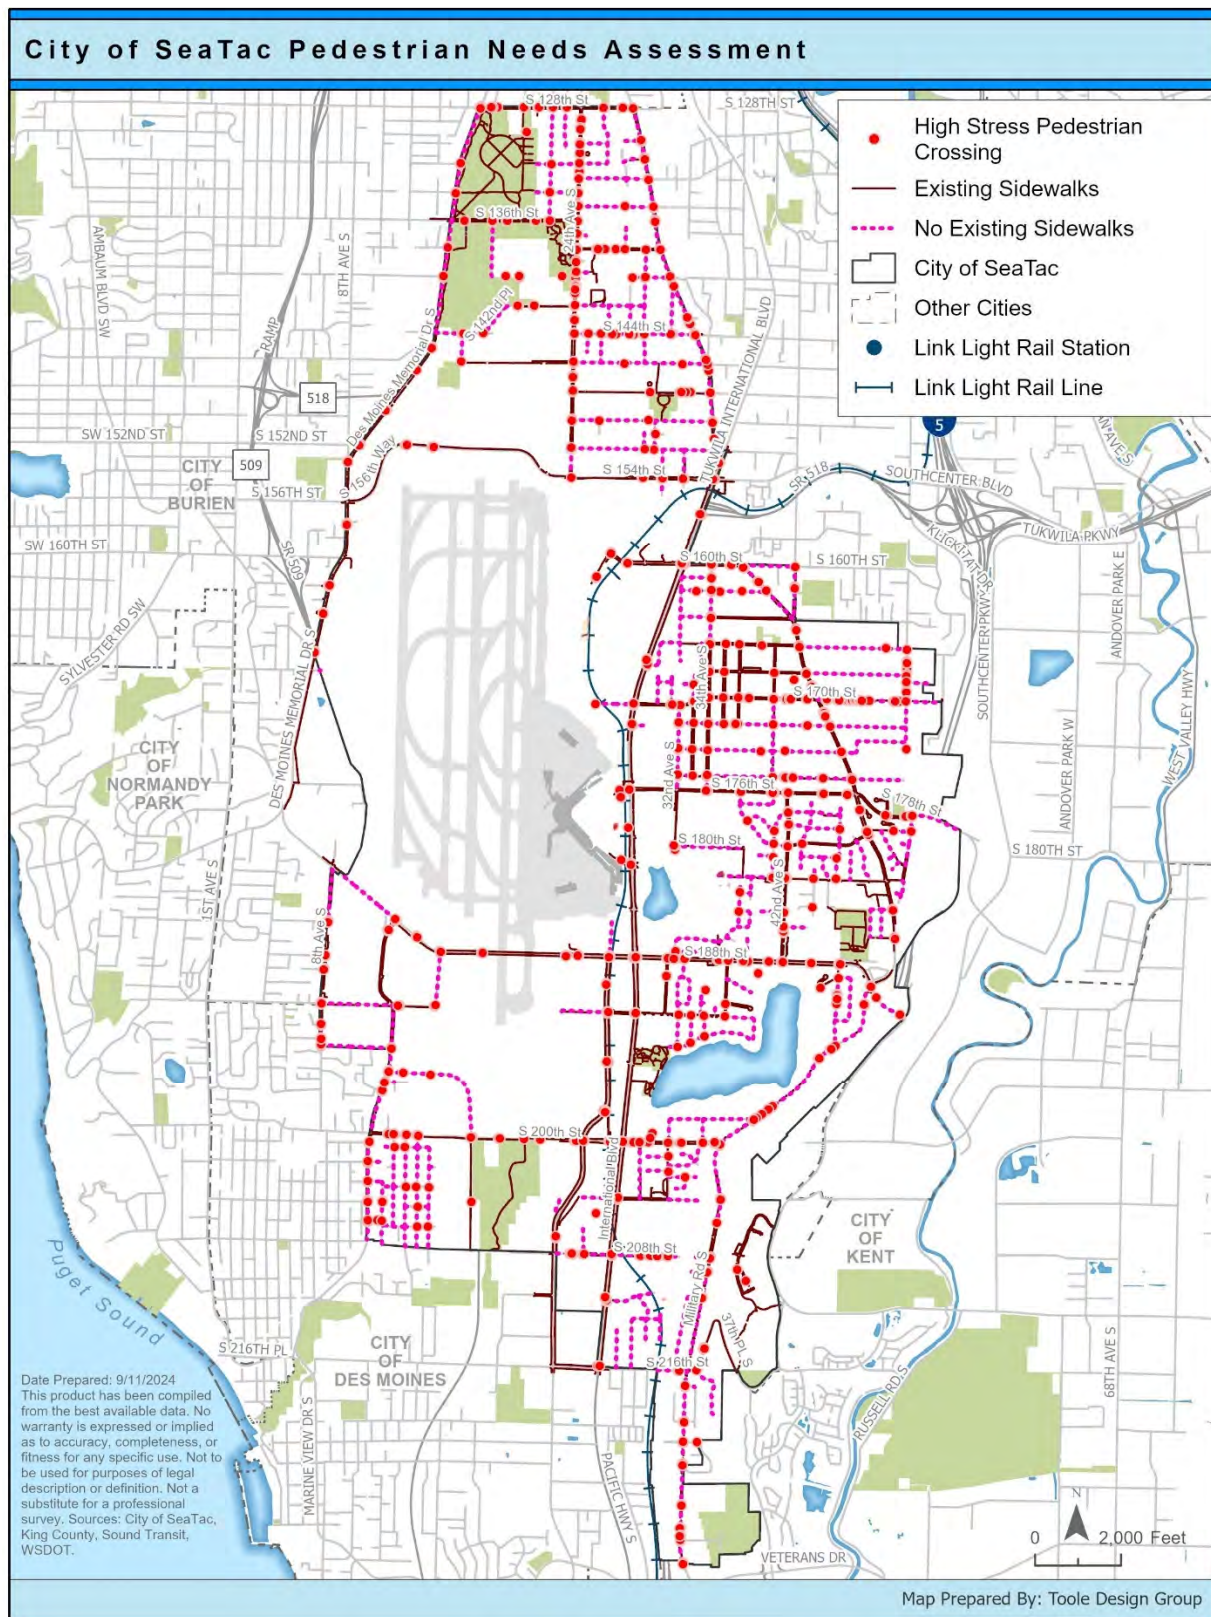 City of SeaTac Pedestrian Needs Assessment
High Stress Pedestrian
Crossing
Existing Sidewalks
No Existing Sidewalks
City of SeaTac
Other Cities
Link Light Rail Station
Link Light Rail Line
S 128th St
S 128TH ST
AMBAUM BLVD SW
8TH AVE S
S 136th St
24th Ave S
RAMP
S 142nd Pl
S 144th St
TUKWILA INTERNATIONAL BLVD
518
Des Moines Memorial Dr S
5
SW 152ND ST
S 152ND ST
509
CITY
OF
BURIEN
S 156TH ST
S 156th Way
S 154th St
SR 518
SOUTHCENTER BLVD
TUKWILA PKWY
KLICKITAT DR
SW 160TH ST
SR 509
S 160th St
S 160TH ST
ANDOVER PARK E
SYLVESTER RD SW
SOUTHCENTER PKWY
DES MOINES MEMORIAL DR S
34th Ave S
S 170th St
WEST VALLEY HWY
CITY
OF
NORMANDY
PARK
32nd Ave S
ANDOVER PARK W
S 176th St
S 178th St
S 180th St
S 180TH ST
1ST AVE S
42nd Ave S
8th Ave S
S 188th St
S 200th St
International Blvd
CITY
OF
KENT
S 208th St
Military Rd S
37th PL S
Puget Sound
S 216TH PL
CITY
OF
DES MOINES
S 216th St
68TH AVE S
RUSSELL RD S
MARINE VIEW DR S
PACIFIC HWY S
VETERANS DR
Date Prepared: 9/11/2024
This product has been compiled
from the best available data. No
warranty is expressed or implied
as to accuracy, completeness, or
fitness for any specific use. Not to
be used for purposes of legal
description or definition. Not a
substitute for a professional
survey. Sources: City of SeaTac,
King County, Sound Transit,
WSDOT.
N
0 2,000 Feet
Map Prepared By: Toole Design Group